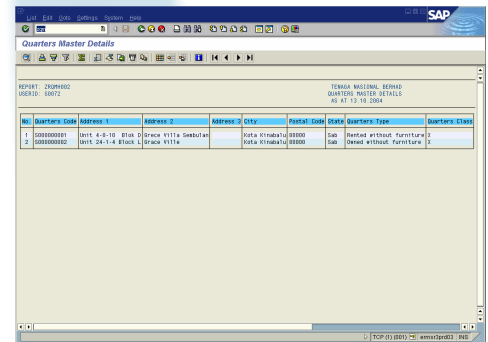 List Edit Goto Settings System Help
SAP
Quarters Master Details
REPORT: ZRQMH002 TENAGA NASIONAL BERHAD
USERID: S0072 QUARTERS MASTER DETAILS
AS AT 13.10.2004
No. Quarters Code Address 1 Address 2 Address 3 City Postal Code State Quarters Type Quarters Class
1 S000000001 Unit 4-8-10 Blok D Grece Villa Sembulan Kota Kinabalu 88000 Sab Rented without furniture X
2 S000000002 Unit 24-1-4 Block L Grace Ville Kota Kinabalu 88000 Sab Owned without furniture X
TCP (1) (001) ermsr3prd03 INS